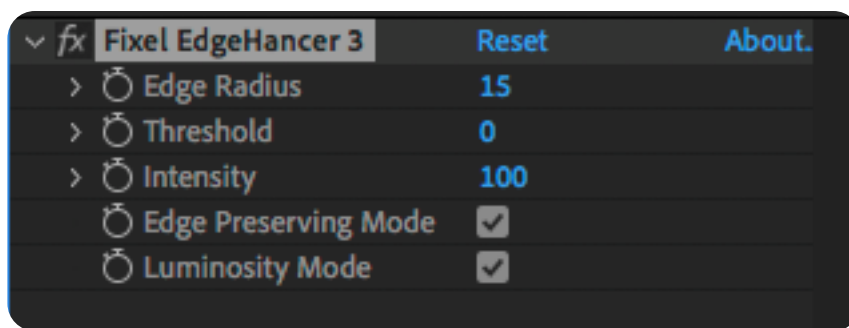 fx Fixel EdgeHancer 3 Reset About.
Edge Radius 15
Threshold 0
Intensity 100
Edge Preserving Mode
Luminosity Mode